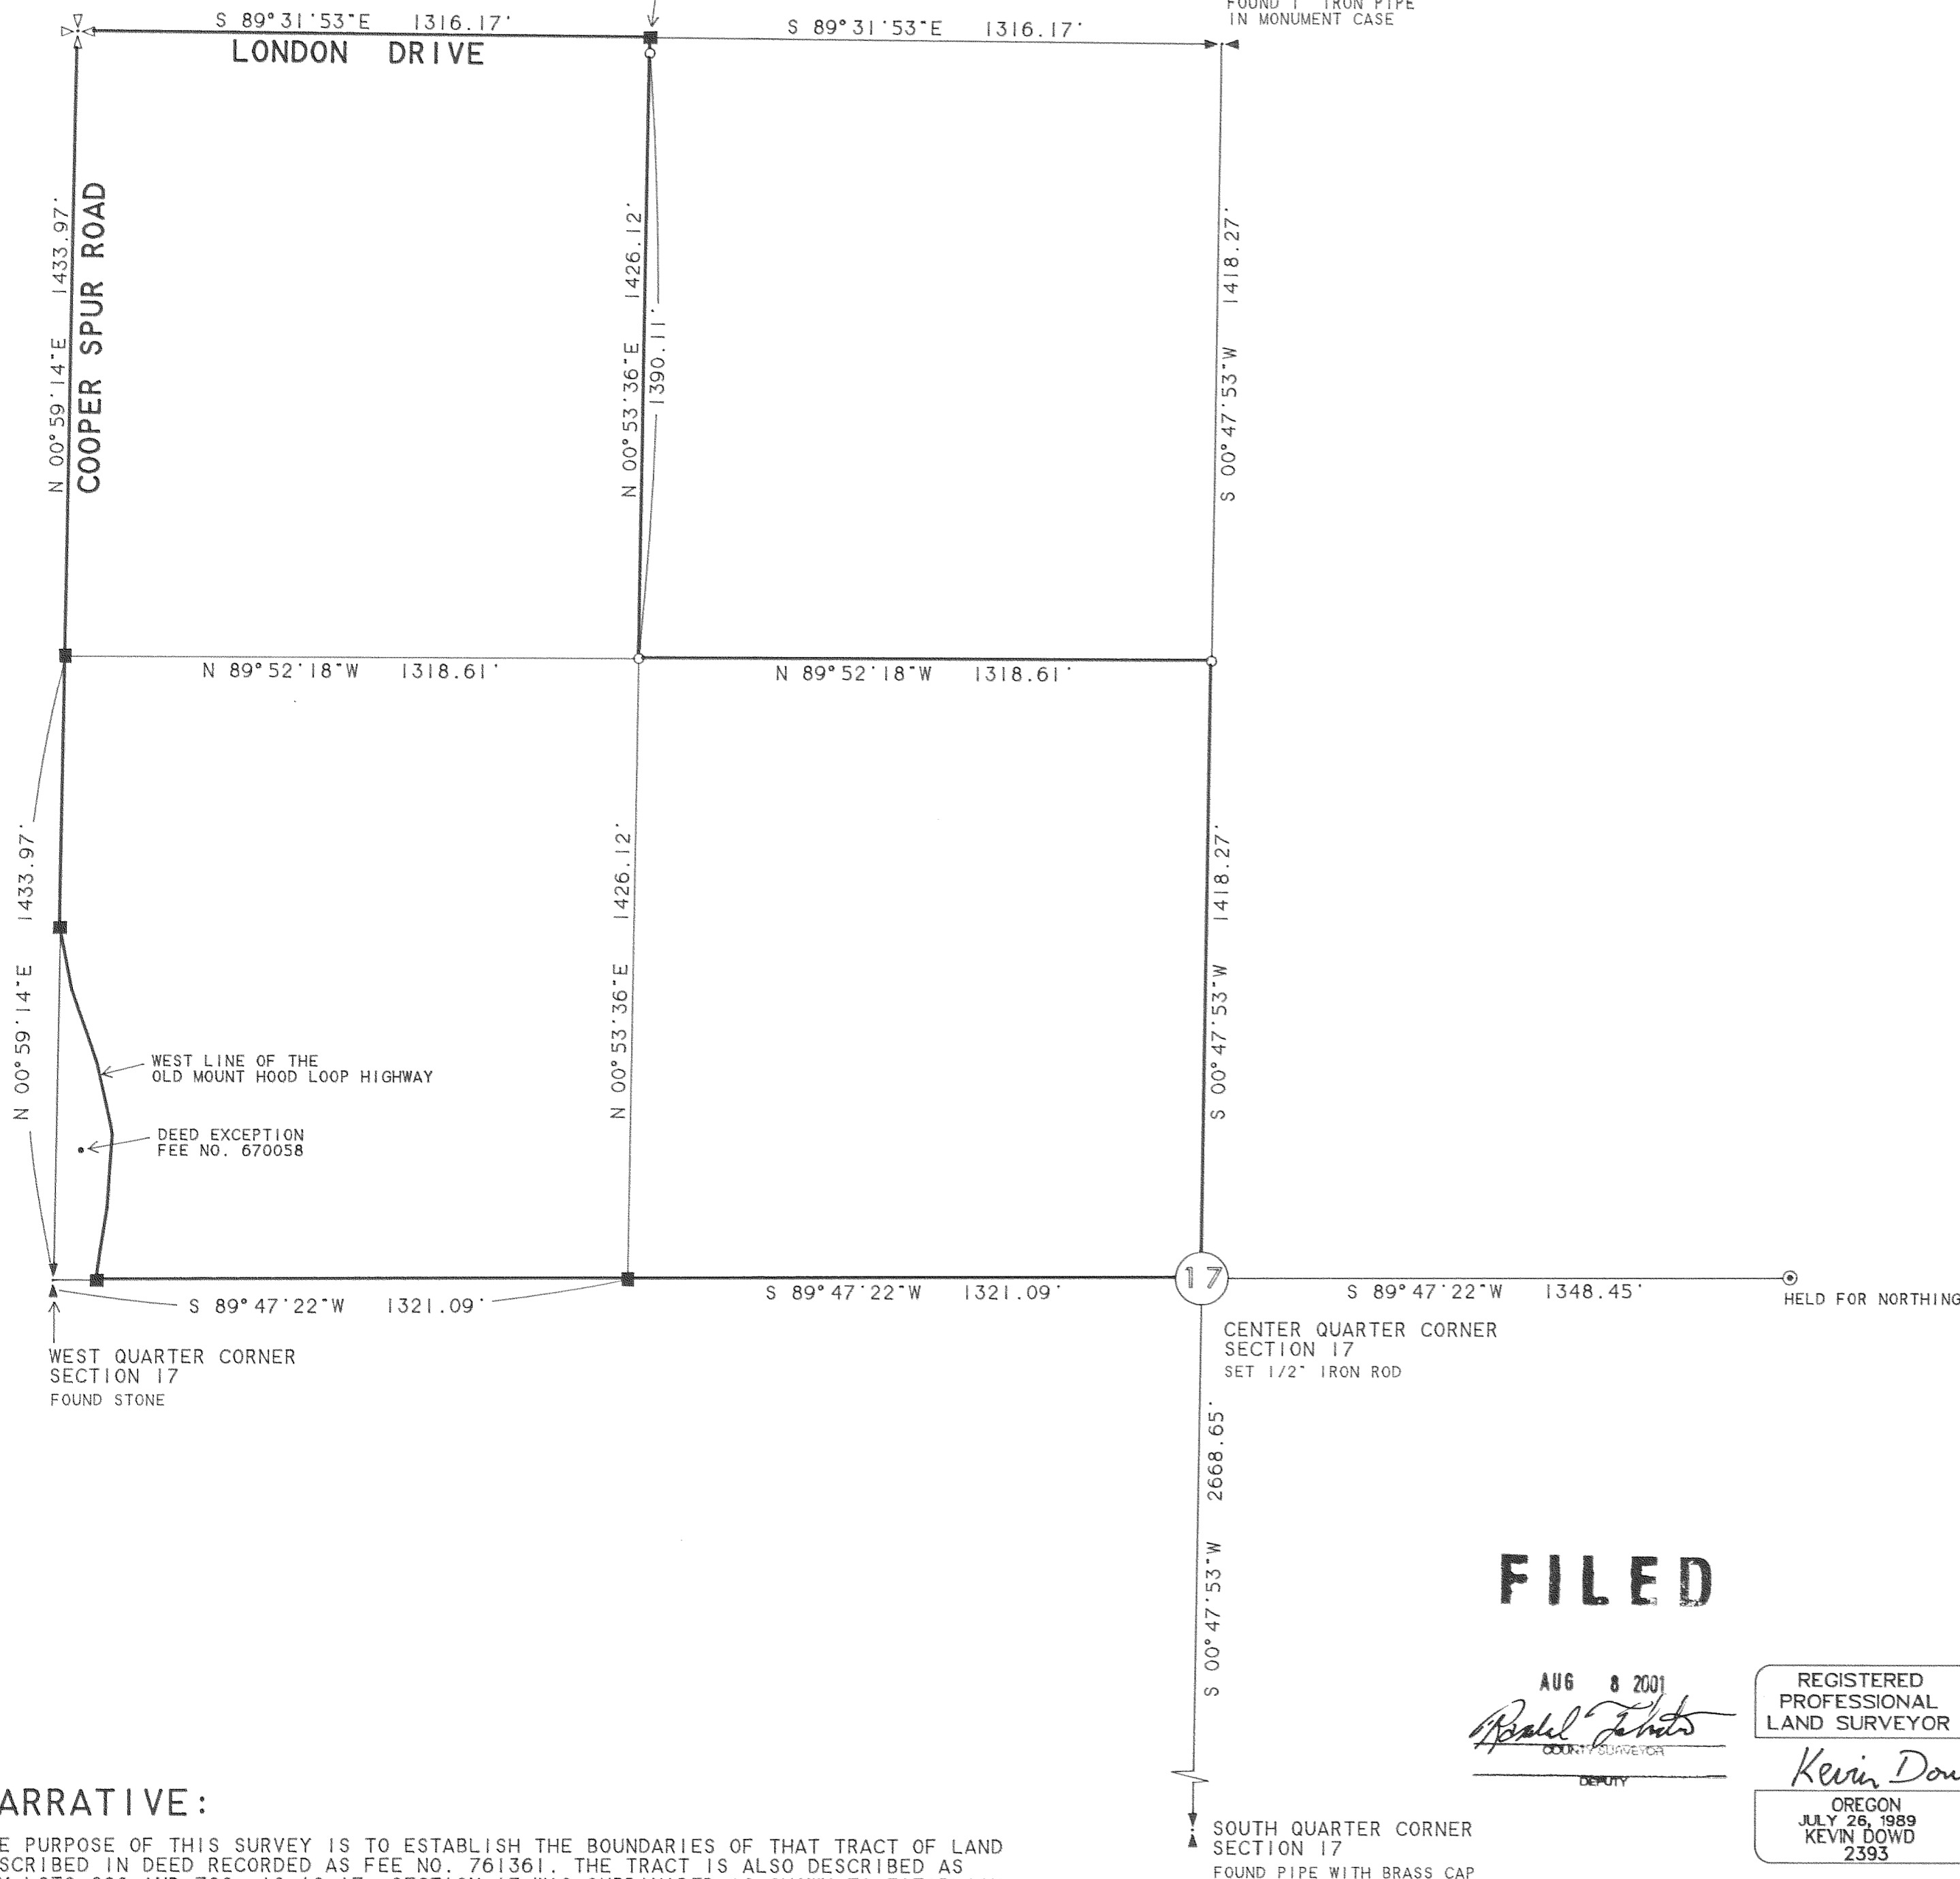 FOUND 1" IRON PIPE
IN MONUMENT CASE
S 89°31'53"E 1316.17'
S 89°31'53"E 1316.17'
LONDON DRIVE
N 00°59'14"E 1433.97'
COOPER SPUR ROAD
N 00°53'36"E 1426.12'
1390.11'
S 00°47'53"W 1418.27'
N 89°52'18"W 1318.61'
N 89°52'18"W 1318.61'
N 00°59'14"E 1433.97'
N 00°53'36"E 1426.12'
S 00°47'53"W 1418.27'
WEST LINE OF THE
OLD MOUNT HOOD LOOP HIGHWAY
DEED EXCEPTION
FEE NO. 670058
17
S 89°47'22"W 1321.09'
S 89°47'22"W 1321.09'
S 89°47'22"W 1348.45'
HELD FOR NORTHING
WEST QUARTER CORNER
SECTION 17
FOUND STONE
CENTER QUARTER CORNER
SECTION 17
SET 1/2" IRON ROD
S 00°47'53"W 2668.65'
FILED
AUG 8 2001
COUNTY SURVEYOR
DEPUTY
REGISTERED
PROFESSIONAL
LAND SURVEYOR
Kevin Dow
OREGON
JULY 26, 1989
KEVIN DOWD
2393
SOUTH QUARTER CORNER
SECTION 17
FOUND PIPE WITH BRASS CAP
ARRATIVE:
E PURPOSE OF THIS SURVEY IS TO ESTABLISH THE BOUNDARIES OF THAT TRACT OF LAND
SCRIBED IN DEED RECORDED AS FEE NO. 761361. THE TRACT IS ALSO DESCRIBED AS